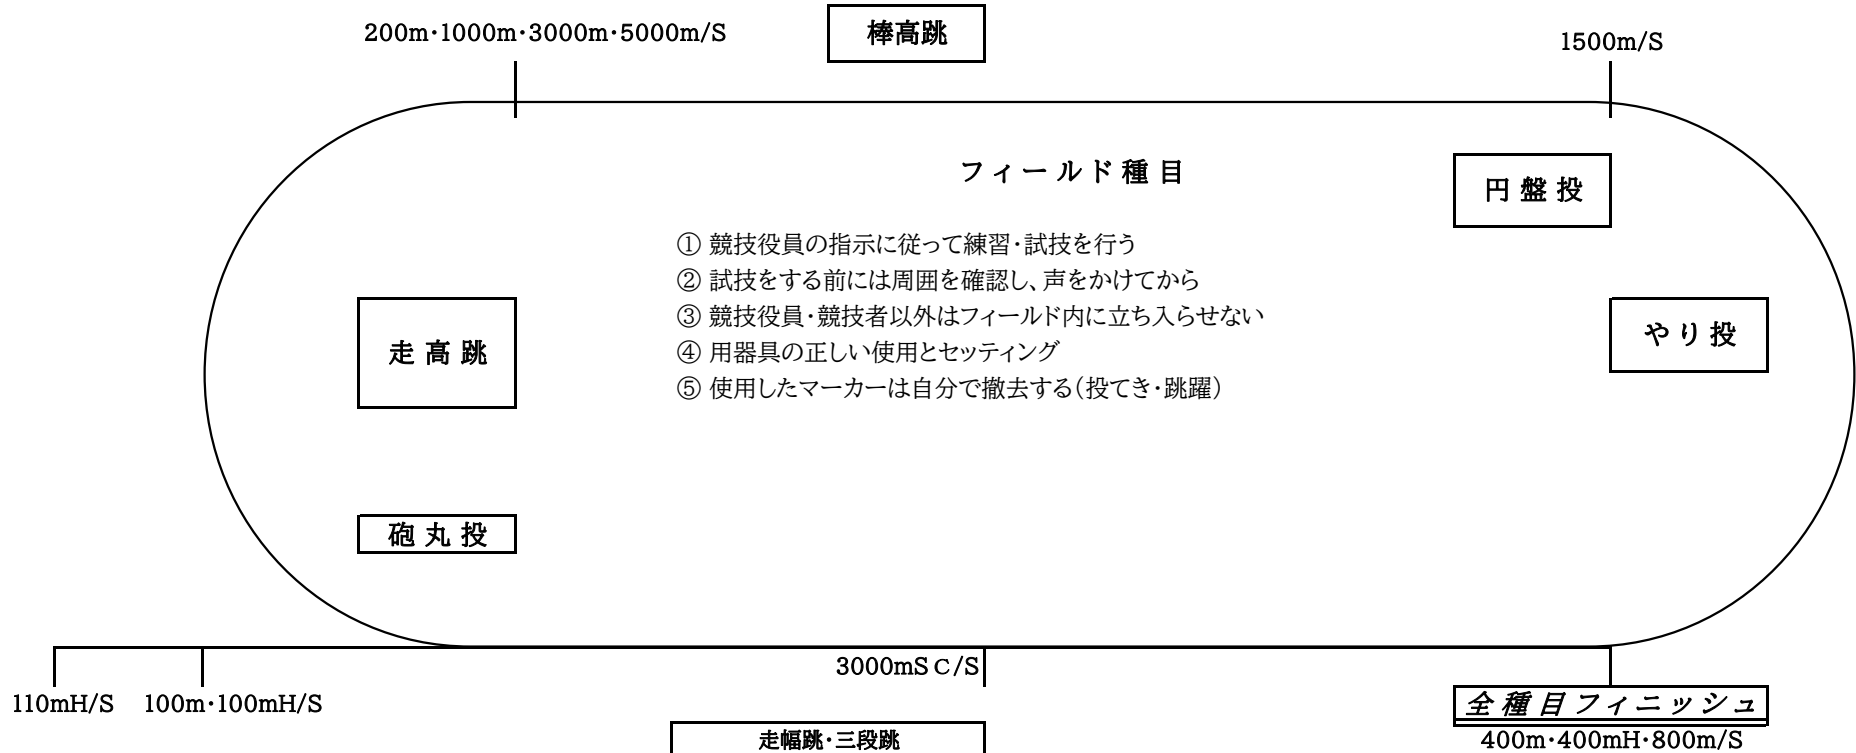 200m・1000m・3000m・5000m/S
棒高跳
1500m/S
フィールド種目
円盤投
① 競技役員の指示に従って練習・試技を行う
② 試技をする前には周囲を確認し、声をかけてから
③ 競技役員・競技者以外はフィールド内に立ち入らせない
④ 用器具の正しい使用とセッティング
⑤ 使用したマーカーは自分で撤去する（投てき・跳躍）
走高跳
やり投
砲丸投
3000mSC/S
110mH/S
100m・100mH/S
全種目フィニッシュ
走幅跳・三段跳
400m・400mH・800m/S